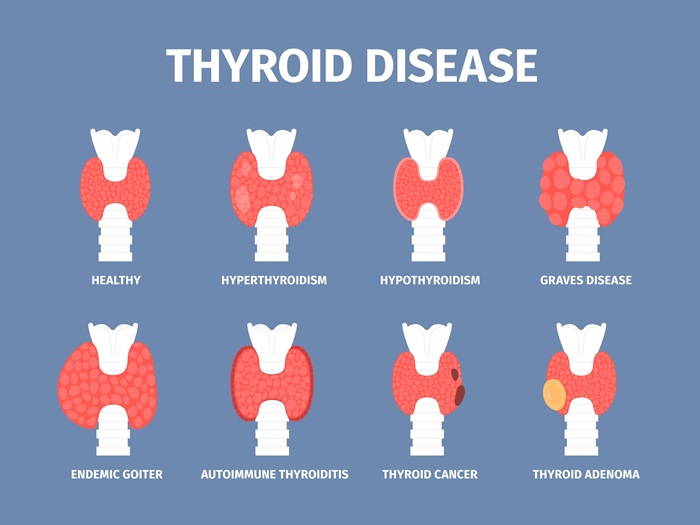 THYROID DISEASE
HEALTHY
HYPERTHYROIDISM
HYPOTHYROIDISM
GRAVES DISEASE
ENDEMIC GOITER
AUTOIMMUNE THYROIDITIS
THYROID CANCER
THYROID ADENOMA